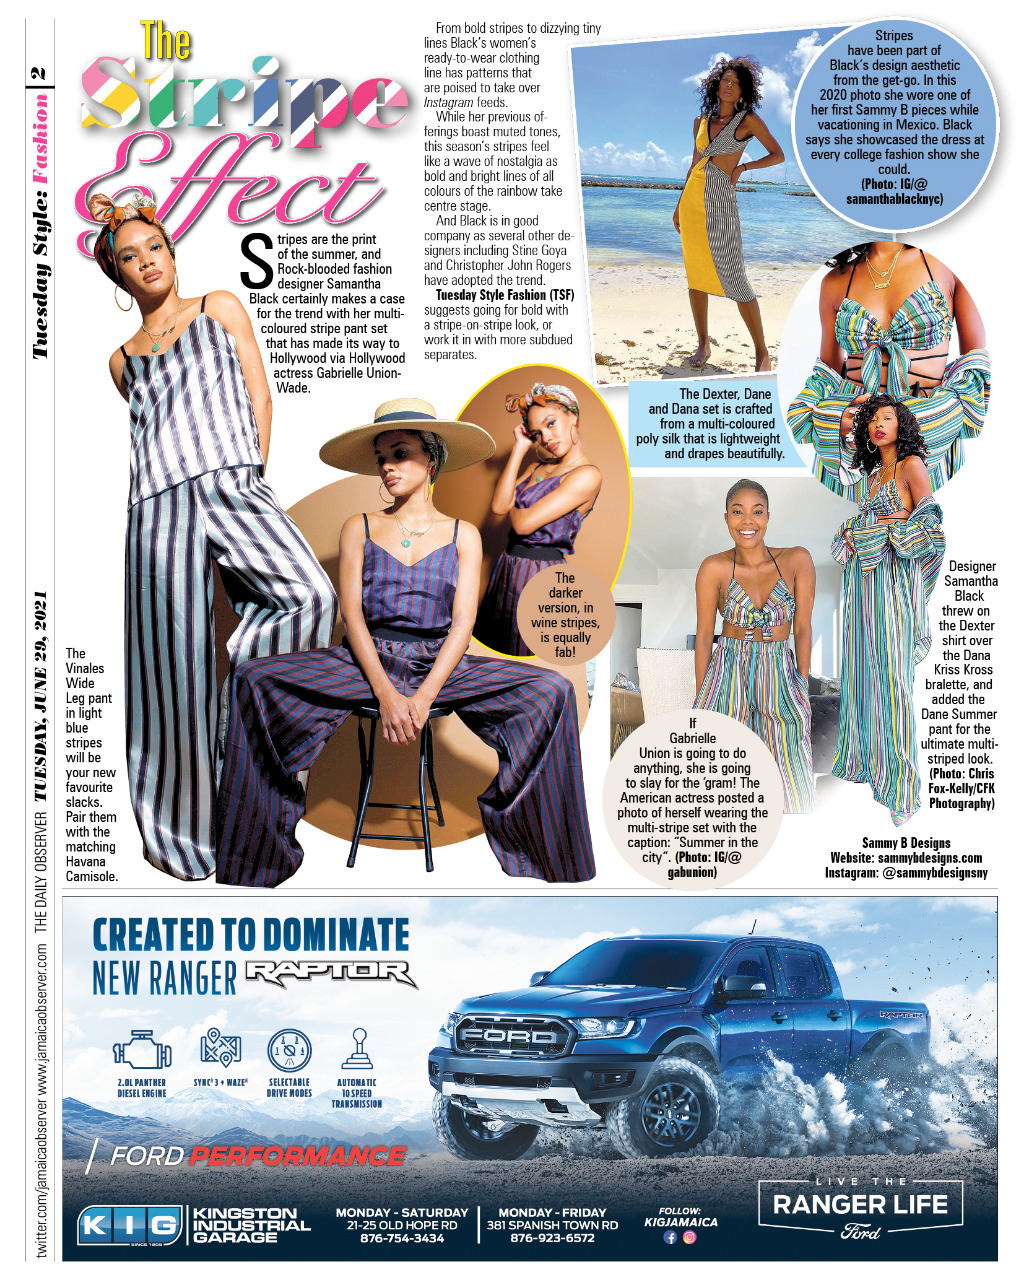 Tuesday Style: Fashion 2
TUESDAY, JUNE 29, 2021
THE DAILY OBSERVER
twitter.com/jamaicaobserver www.jamaicaobserver.com
The
Stripe
Effect
Stripes are the print
of the summer, and
Rock-blooded fashion
designer Samantha
Black certainly makes a case
for the trend with her multi-
coloured stripe pant set
that has made its way to
Hollywood via Hollywood
actress Gabrielle Union-
Wade.
From bold stripes to dizzying tiny
lines Black's women's
ready-to-wear clothing
line has patterns that
are poised to take over
Instagram feeds.
While her previous of-
ferings boast muted tones,
this season's stripes feel
like a wave of nostalgia as
bold and bright lines of all
colours of the rainbow take
centre stage.
And Black is in good
company as several other de-
signers including Stine Goya
and Christopher John Rogers
have adopted the trend.
Tuesday Style Fashion (TSF)
suggests going for bold with
a stripe-on-stripe look, or
work it in with more subdued
separates.
Stripes
have been part of
Black's design aesthetic
from the get-go. In this
2020 photo she wore one of
her first Sammy B pieces while
vacationing in Mexico. Black
says she showcased the dress at
every college fashion show she
could.
(Photo: IG/@
samanthablacknyc)
The Dexter, Dane
and Dana set is crafted
from a multi-coloured
poly silk that is lightweight
and drapes beautifully.
The
darker
version, in
wine stripes,
is equally
fab!
The
Vinales
Wide
Leg pant
in light
blue
stripes
will be
your new
favourite
slacks.
Pair them
with the
matching
Havana
Camisole.
If
Gabrielle
Union is going to do
anything, she is going
to slay for the 'gram! The
American actress posted a
photo of herself wearing the
multi-stripe set with the
caption: "Summer in the
city". (Photo: IG/@
gabunion)
Designer
Samantha
Black
threw on
the Dexter
shirt over
the Dana
Kriss Kross
bralette, and
added the
Dane Summer
pant for the
ultimate multi-
striped look.
(Photo: Chris
Fox-Kelly/CFK
Photography)
Sammy B Designs
Website: sammybdesigns.com
Instagram: @sammybdesignsny
CREATED TO DOMINATE
NEW RANGER RAPTOR
2.0L PANTHER
DIESEL ENGINE
SYNC® 3 + WAZE®
SELECTABLE
DRIVE MODES
AUTOMATIC
10 SPEED
TRANSMISSION
FORD PERFORMANCE
FORD
RAPTOR
KIG
SINCE 1905
KINGSTON
INDUSTRIAL
GARAGE
MONDAY - SATURDAY
21-25 OLD HOPE RD
876-754-3434
MONDAY - FRIDAY
381 SPANISH TOWN RD
876-923-6572
FOLLOW:
KIGJAMAICA
LIVE THE
RANGER LIFE
Ford